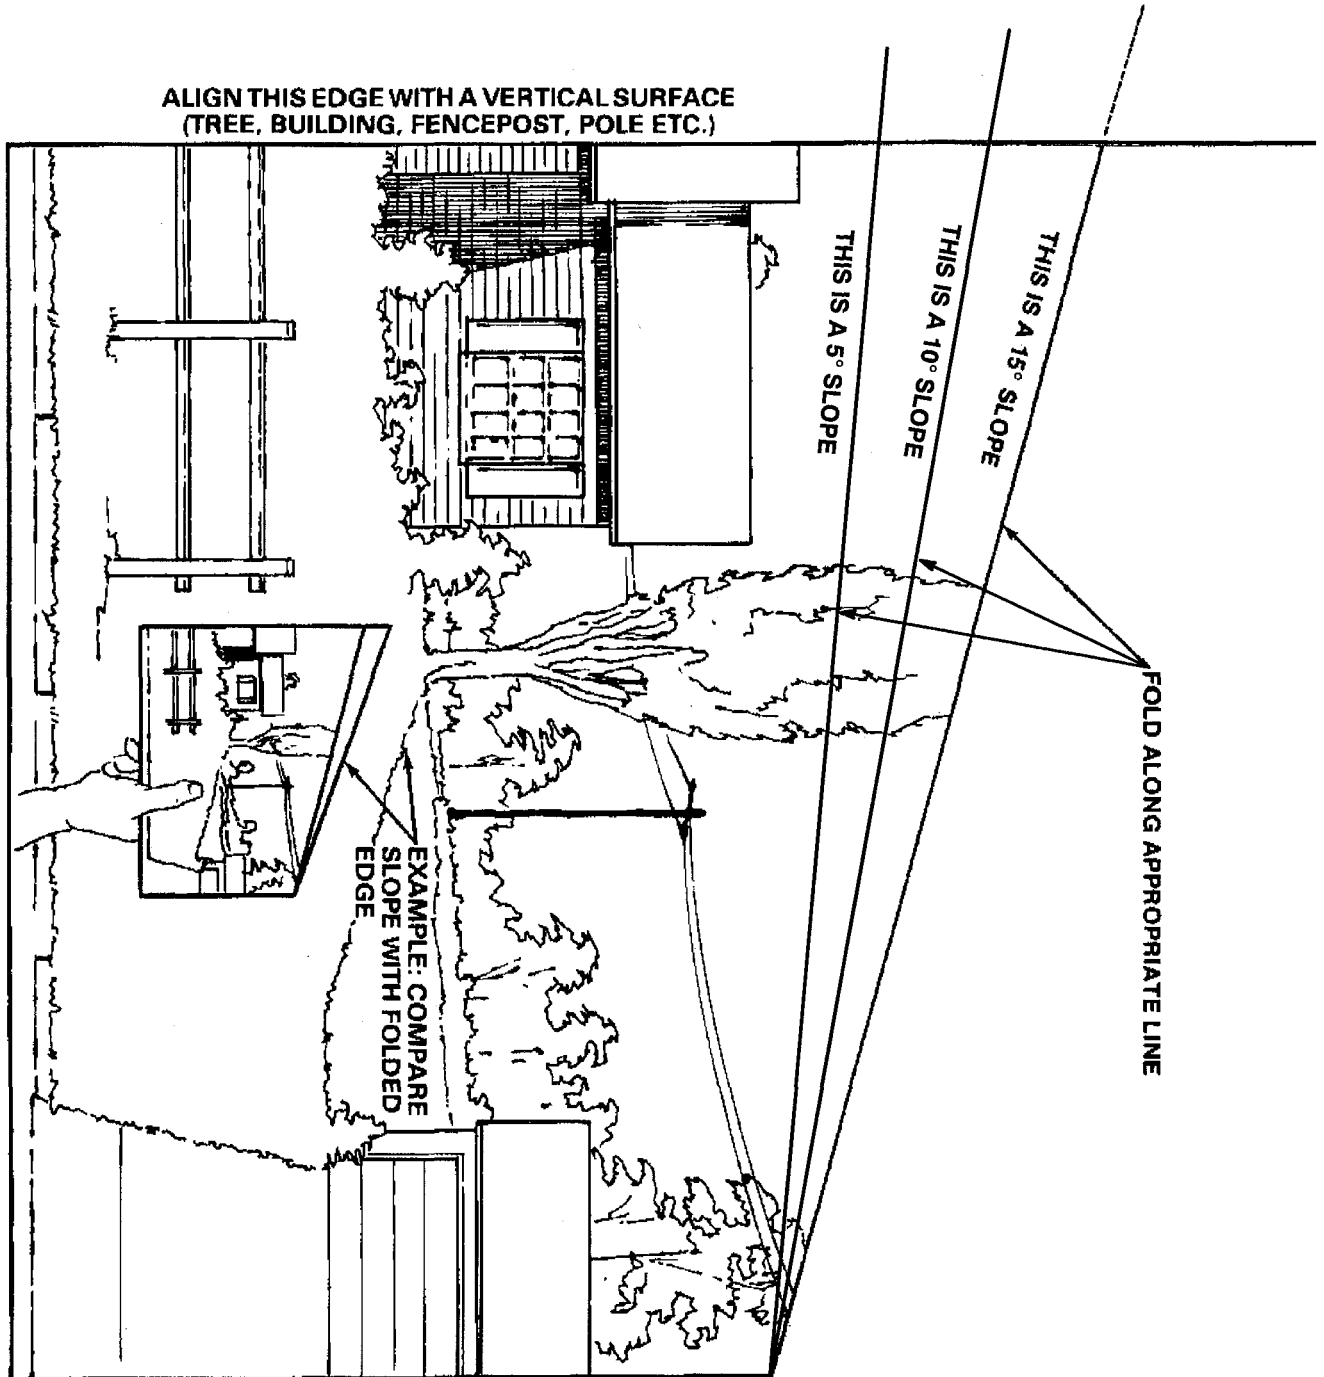 ALIGN THIS EDGE WITH A VERTICAL SURFACE
(TREE, BUILDING, FENCEPOST, POLE ETC.)
THIS IS A 5° SLOPE
THIS IS A 10° SLOPE
THIS IS A 15° SLOPE
FOLD ALONG APPROPRIATE LINE
EXAMPLE: COMPARE
SLOPE WITH FOLDED
EDGE